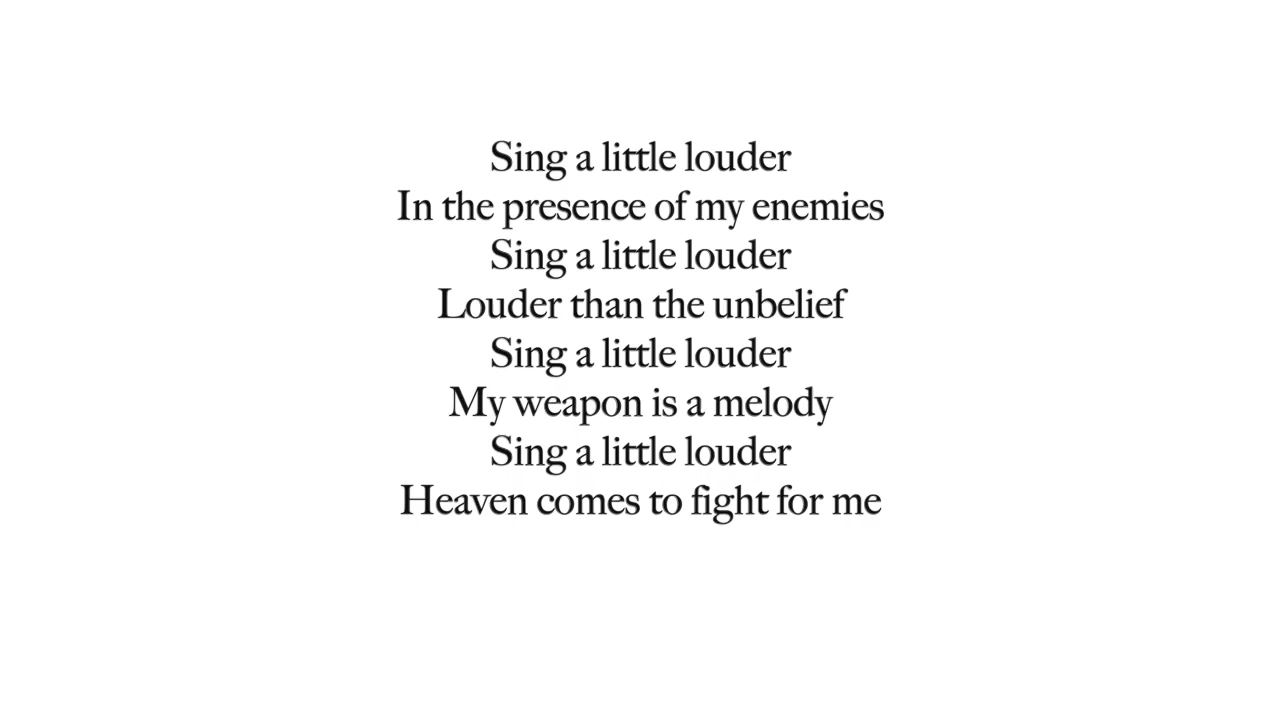 Sing a little louder
In the presence of my enemies
Sing a little louder
Louder than the unbelief
Sing a little louder
My weapon is a melody
Sing a little louder
Heaven comes to fight for me